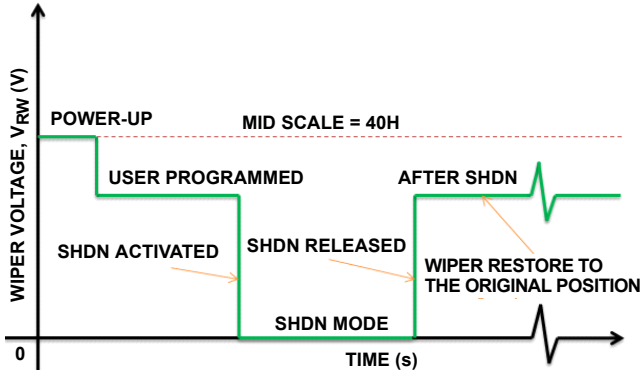 WIPER VOLTAGE, VRW (V)
POWER-UP
MID SCALE = 40H
USER PROGRAMMED
AFTER SHDN
SHDN ACTIVATED
SHDN RELEASED
WIPER RESTORE TO
THE ORIGINAL POSITION
SHDN MODE
0
TIME (s)